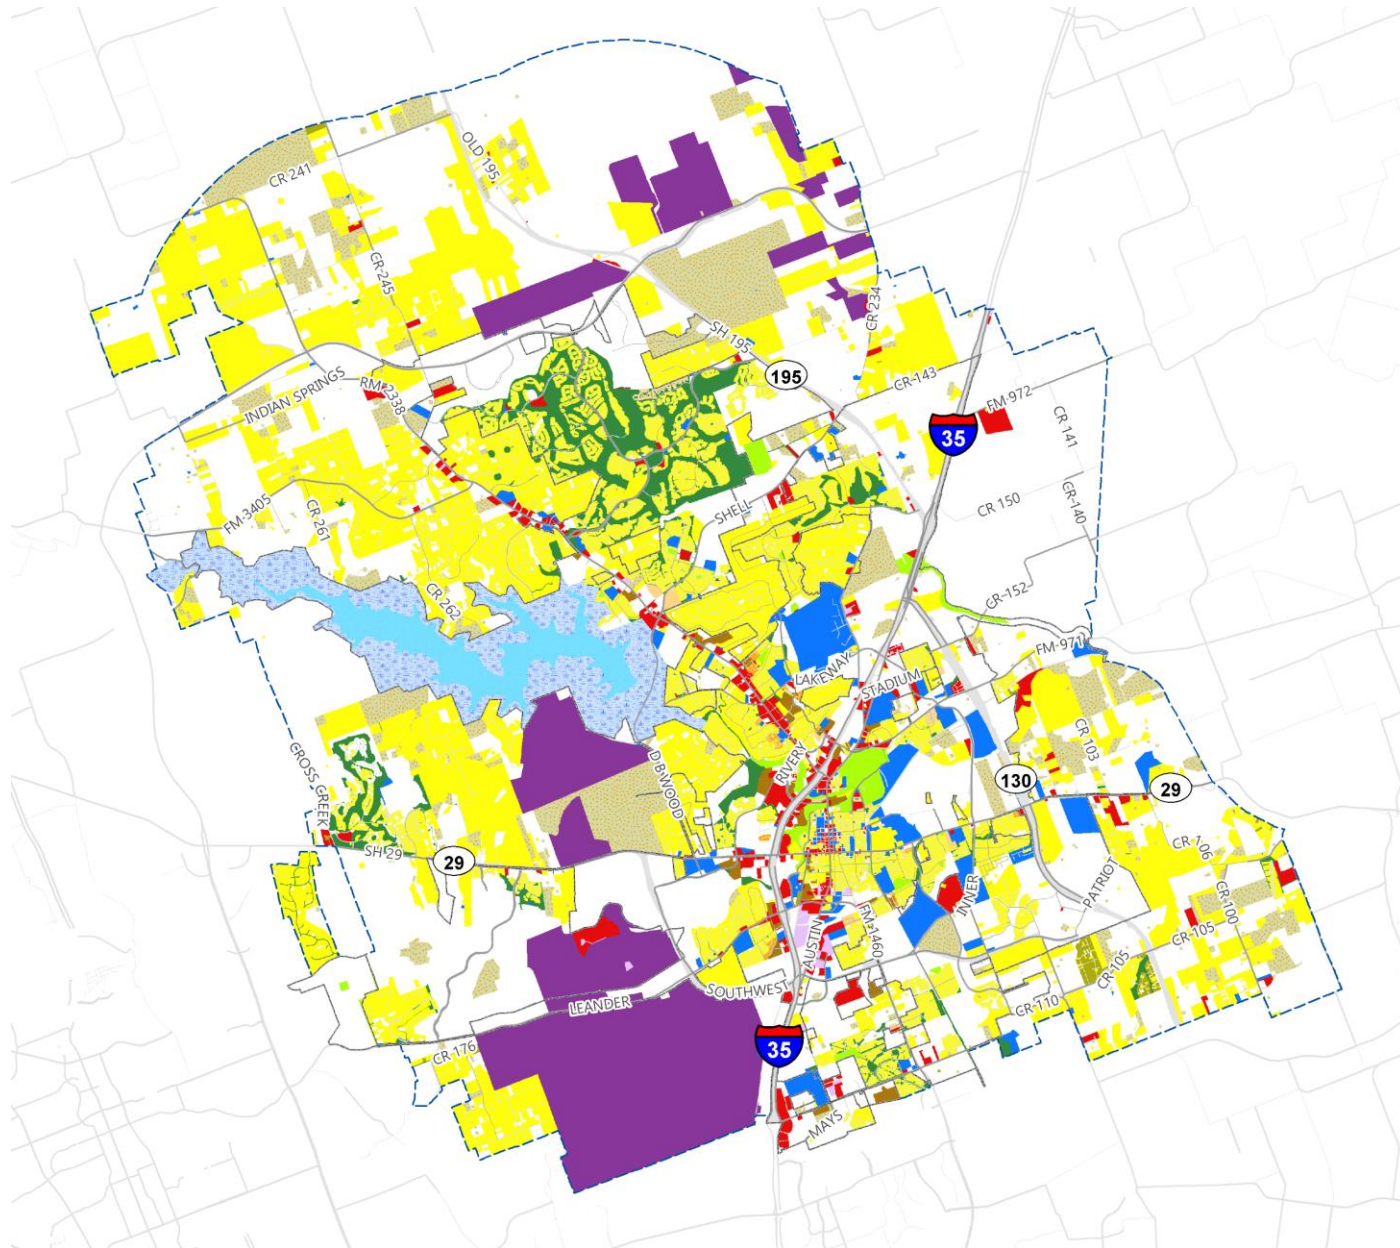 OLD 195
CR 241
CR-245
CR 234
SH 195
195
CR-143
INDIAN SPRINGS
RM-2338
FM-972
35
CR-141
FM-3405
CR 261
SHELL
CR 150
CR-140
CR 262
CR-152
FM-971
LAKEWAY
STADIUM
CROSS CREEK
D B WOOD
RIVERY
CR 103
130
29
SH 29
29
CR 106
PATRIOT
INNER
CR-100
FM-1460
AUSTIN
CR-105
CR-105
SOUTHWEST
LEANDER
CR-110
35
CR 176
MAYS